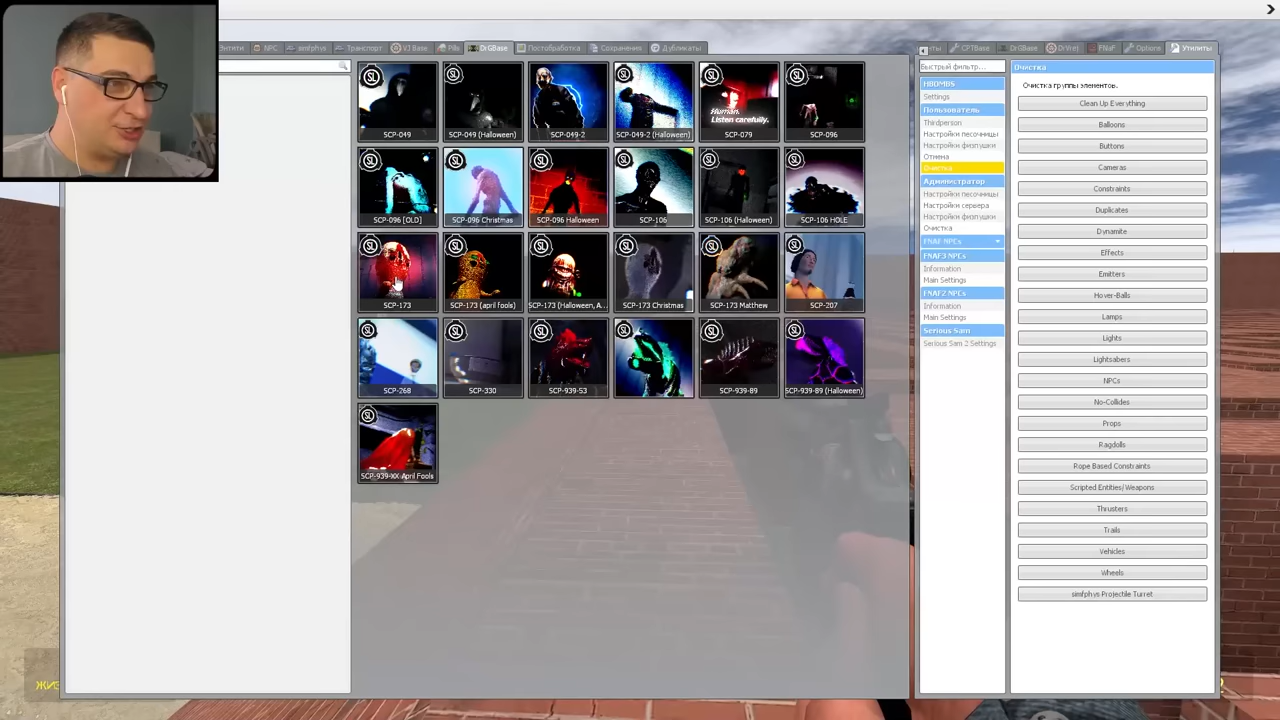 NPC simfphys Транспорт VJ Base Pills DrGBase Постобработка Сохранения Дубликаты
CPTBase DrGBase DrVrej FNaF Options Утилиты
Быстрый фильтр...
HBOMBS
Settings
Пользователь
Thirdperson
Настройки песочницы
Настройки физпушки
Отмена
Очистка
Администратор
Настройки песочницы
Настройки сервера
Настройки физпушки
Очистка
FNAF NPCs
FNAF3 NPCs
Information
Main Settings
FNAF2 NPCs
Information
Main Settings
Serious Sam
Serious Sam 2 Settings
SCP-049
SCP-049 (Halloween)
SCP-049-2
SCP-049-2 (Halloween)
Human.
Listen carefully.
SCP-079
SCP-096
SCP-096 [OLD]
SCP-096 Christmas
SCP-096 Halloween
SCP-106
SCP-106 (Halloween)
SCP-106 HOLE
SCP-173
SCP-173 (april fools)
SCP-173 (Halloween, A...
SCP-173 Christmas
SCP-173 Matthew
SCP-207
SCP-268
SCP-330
SCP-939-53
SCP-939-89
SCP-939-89 (Halloween)
SCP-939-XX April Fools
Очистка
Очистка группы элементов.
Clean Up Everything
Balloons
Buttons
Cameras
Constraints
Duplicates
Dynamite
Effects
Emitters
Hover-Balls
Lamps
Lights
Lightsabers
NPCs
No-Collides
Props
Ragdolls
Rope Based Constraints
Scripted Entities/Weapons
Thrusters
Trails
Vehicles
Wheels
simfphys Projectile Turret